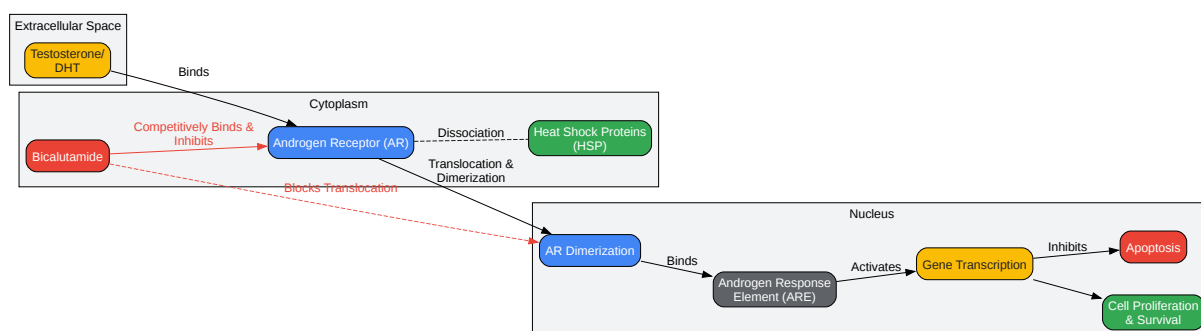 Extracellular Space
Testosterone/
DHT
Binds
Cytoplasm
Competitively Binds &
Inhibits
Bicalutamide
Androgen Receptor (AR)
Dissociation
Heat Shock Proteins
(HSP)
Translocation &
Dimerization
Blocks Translocation
Nucleus
AR Dimerization
Binds
Androgen Response
Element (ARE)
Activates
Gene Transcription
Inhibits
Apoptosis
Cell Proliferation
& Survival